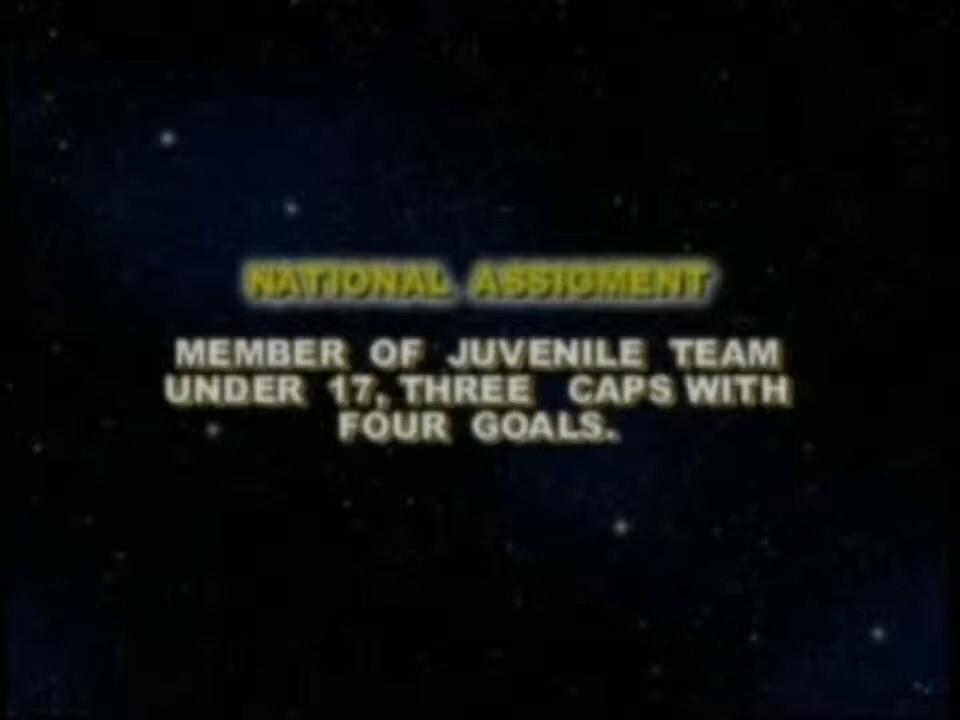 NATIONAL ASSIGMENT
MEMBER OF JUVENILE TEAM
UNDER 17, THREE CAPS WITH
FOUR GOALS.